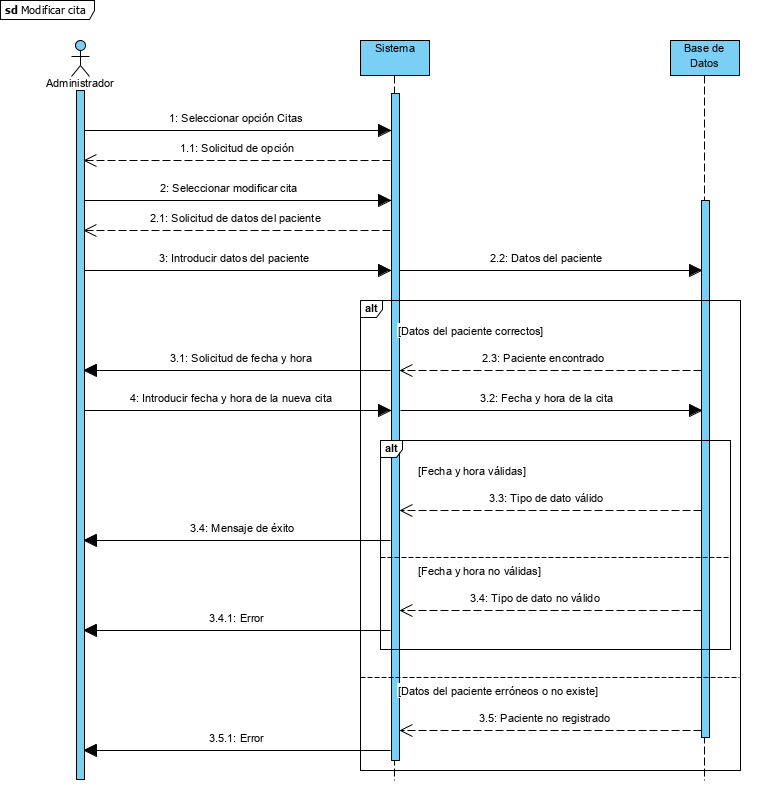 sd Modificar cita
Administrador
Sistema
Base de
Datos
1: Seleccionar opción Citas
1.1: Solicitud de opción
2: Seleccionar modificar cita
2.1: Solicitud de datos del paciente
3: Introducir datos del paciente
2.2: Datos del paciente
alt
[Datos del paciente correctos]
3.1: Solicitud de fecha y hora
2.3: Paciente encontrado
4: Introducir fecha y hora de la nueva cita
3.2: Fecha y hora de la cita
alt
[Fecha y hora válidas]
3.3: Tipo de dato válido
3.4: Mensaje de éxito
[Fecha y hora no válidas]
3.4: Tipo de dato no válido
3.4.1: Error
[Datos del paciente erróneos o no existe]
3.5: Paciente no registrado
3.5.1: Error